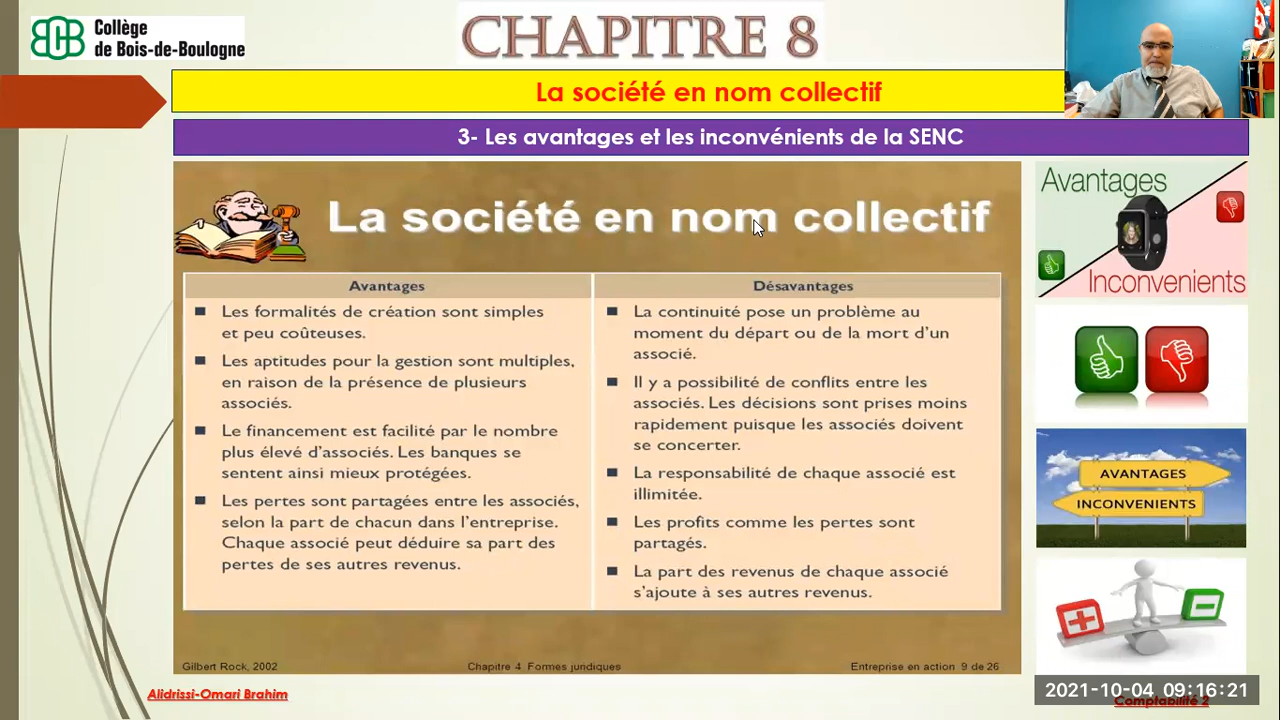 Collège
de Bois-de-Boulogne
CHAPITRE 8
La société en nom collectif
3- Les avantages et les inconvénients de la SENC
La société en nom collectif
Avantages
Les formalités de création sont simples
et peu coûteuses.
Les aptitudes pour la gestion sont multiples,
en raison de la présence de plusieurs
associés.
Le financement est facilité par le nombre
plus élevé d'associés. Les banques se
sentent ainsi mieux protégées.
Les pertes sont partagées entre les associés,
selon la part de chacun dans l'entreprise.
Chaque associé peut déduire sa part des
pertes de ses autres revenus.
Désavantages
La continuité pose un problème au
moment du départ ou de la mort d'un
associé.
Il y a possibilité de conflits entre les
associés. Les décisions sont prises moins
rapidement puisque les associés doivent
se concerter.
La responsabilité de chaque associé est
illimitée.
Les profits comme les pertes sont
partagés.
La part des revenus de chaque associé
s'ajoute à ses autres revenus.
Gilbert Rock, 2002
Chapitre 4 Formes juridiques
Entreprise en action 9 de 26
Avantages
Inconvenients
AVANTAGES
INCONVENIENTS
Alidrissi-Omari Brahim
2021-10-04 09:16:21
Comptabilité 2